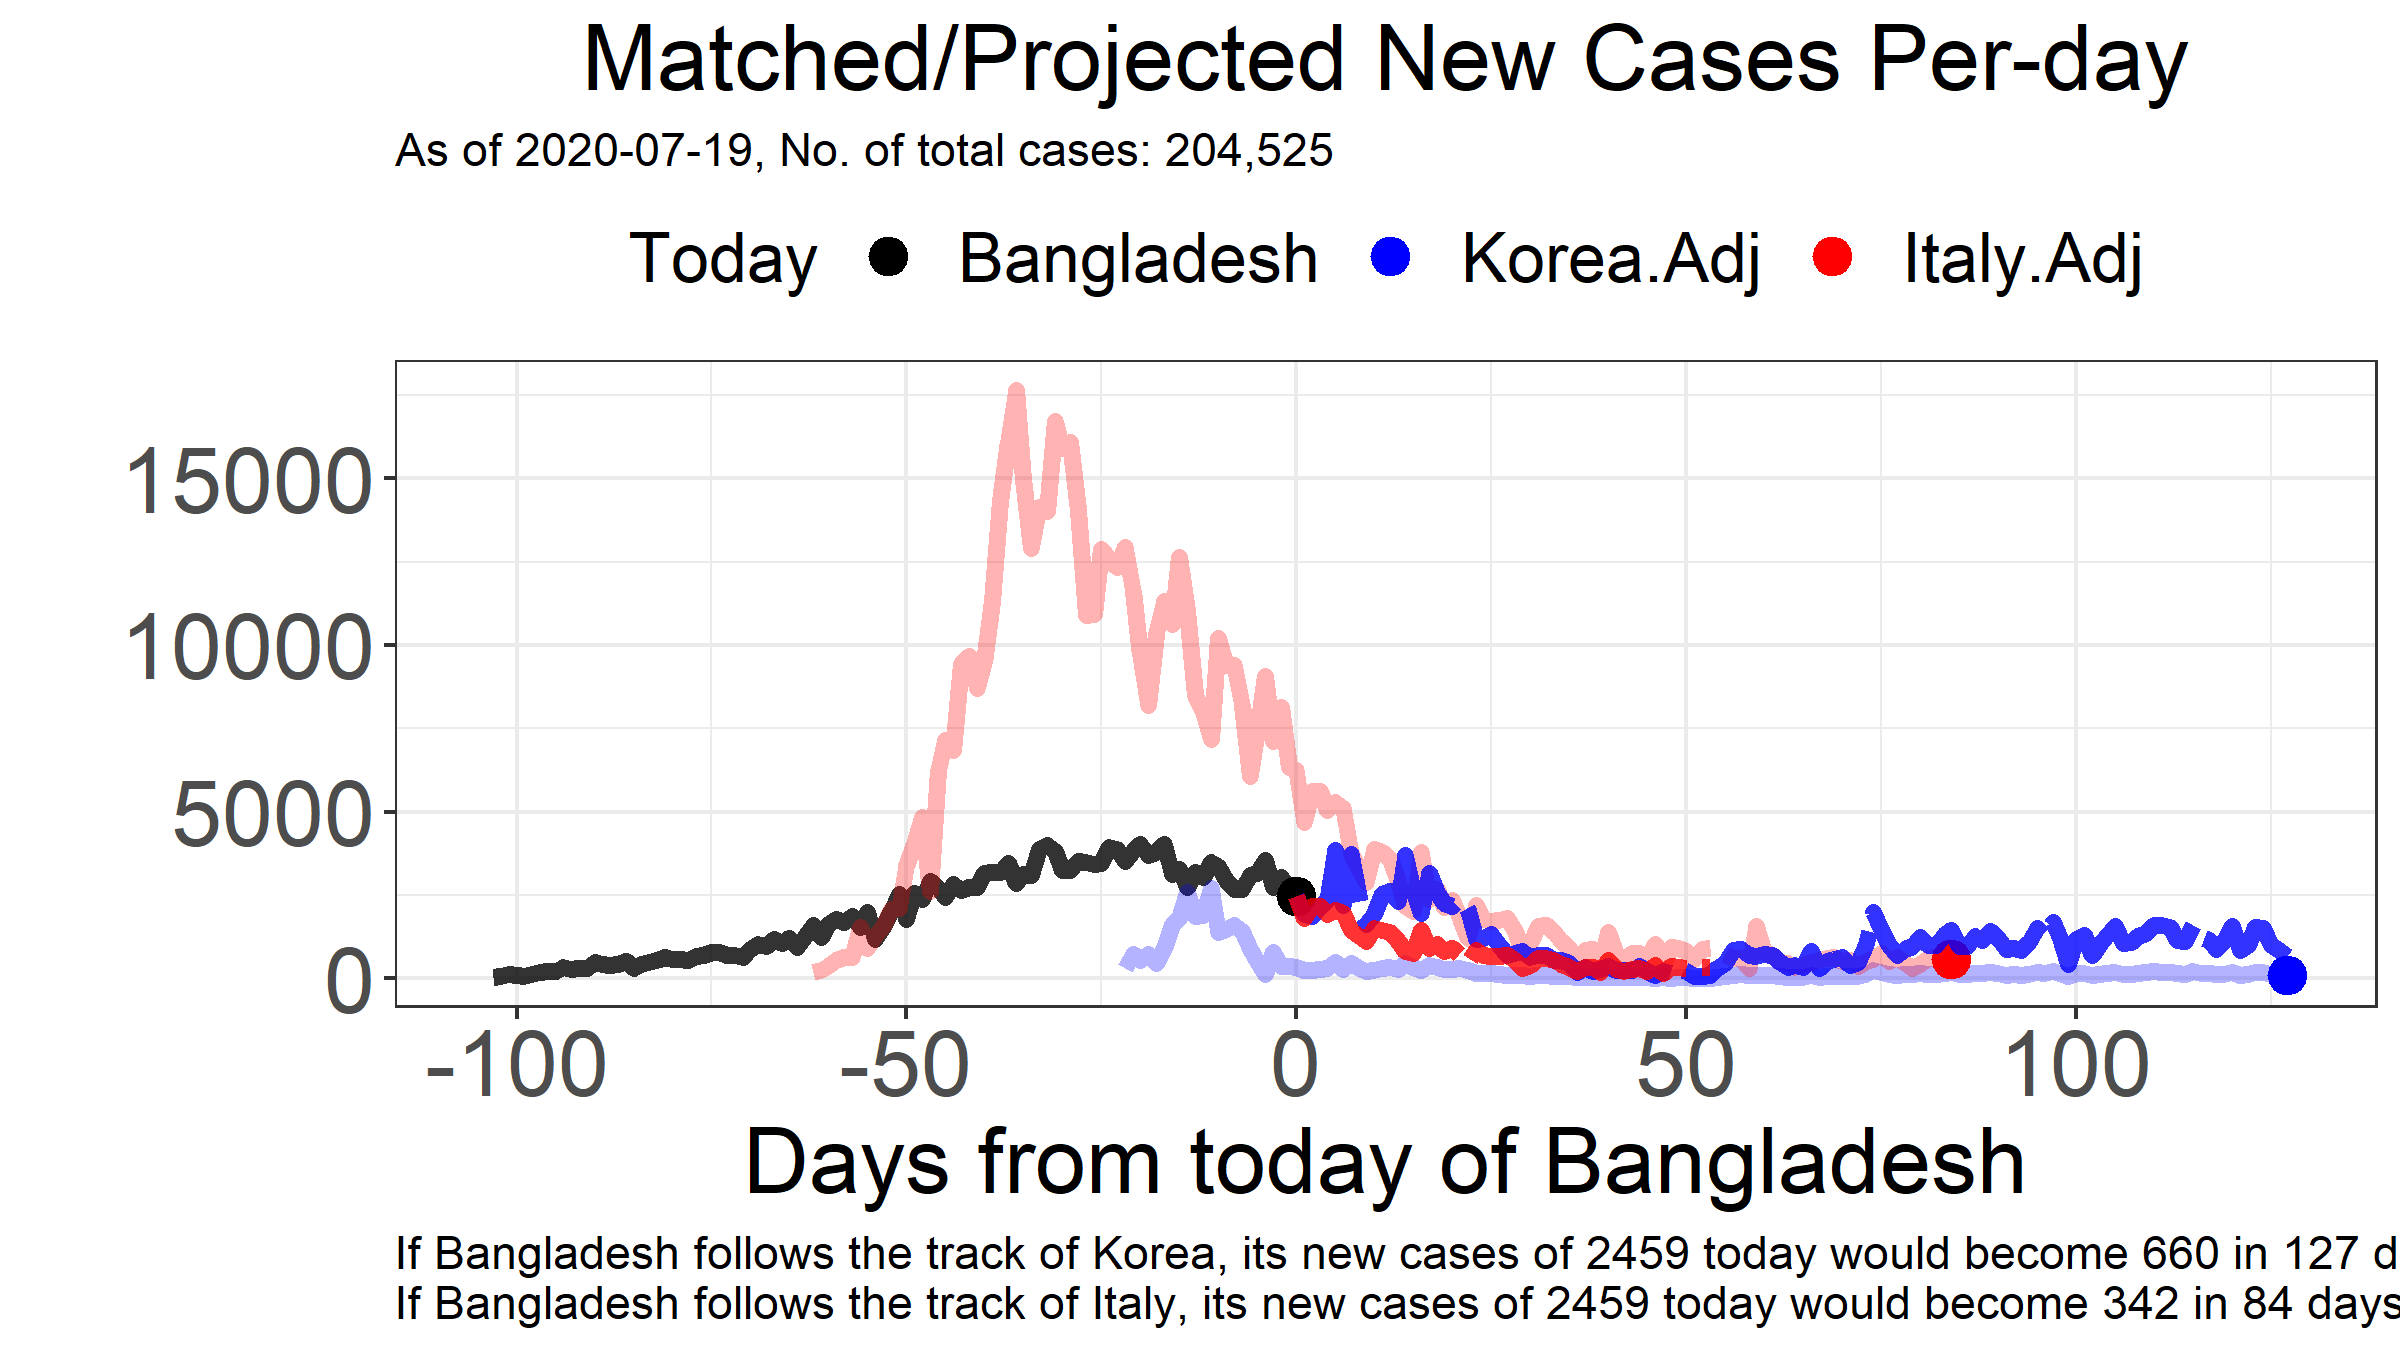 Matched/Projected New Cases Per-day
As of 2020-07-19, No. of total cases: 204,525
Today Bangladesh Korea.Adj Italy.Adj
15000
10000
5000
0
-100 -50 0 50 100
Days from today of Bangladesh
If Bangladesh follows the track of Korea, its new cases of 2459 today would become 660 in 127 d
If Bangladesh follows the track of Italy, its new cases of 2459 today would become 342 in 84 days